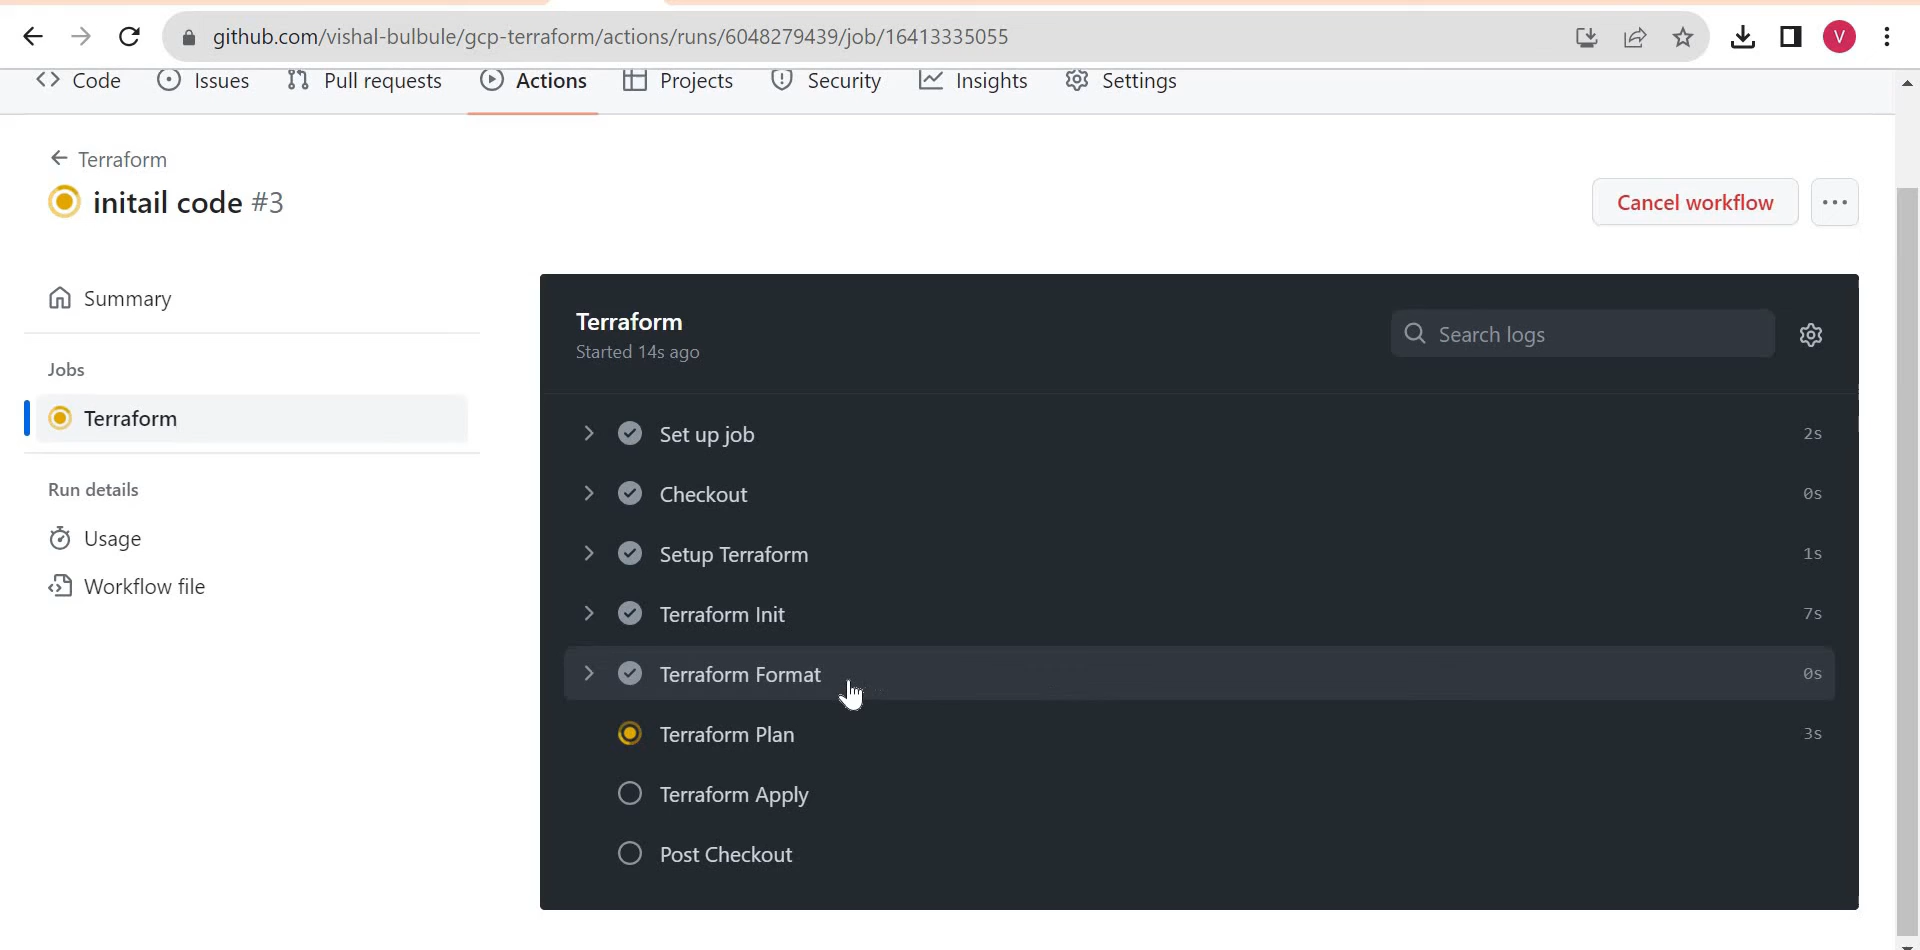 github.com/vishal-bulbule/gcp-terraform/actions/runs/6048279439/job/16413335055
V
Code Issues Pull requests Actions Projects Security Insights Settings
Terraform
initail code #3
Cancel workflow
Summary
Jobs
Terraform
Run details
Usage
Workflow file
Terraform
Started 14s ago
Search logs
Set up job 2s
Checkout 0s
Setup Terraform 1s
Terraform Init 7s
Terraform Format 0s
Terraform Plan 3s
Terraform Apply
Post Checkout